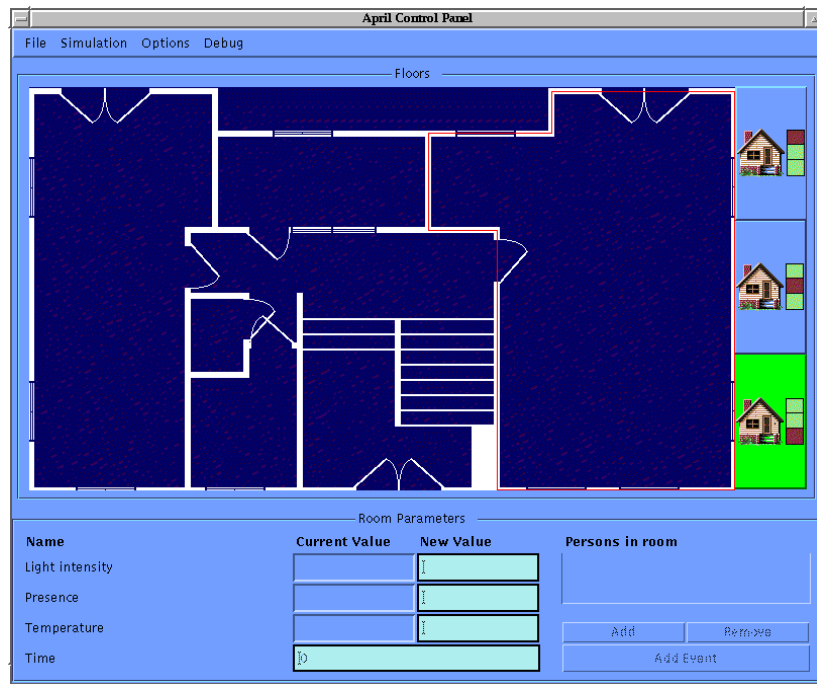 April Control Panel
File Simulation Options Debug
Floors
Room Parameters
Name Current Value New Value Persons in room
Light intensity
Presence
Temperature
Add Remove
Time 0 Add Event